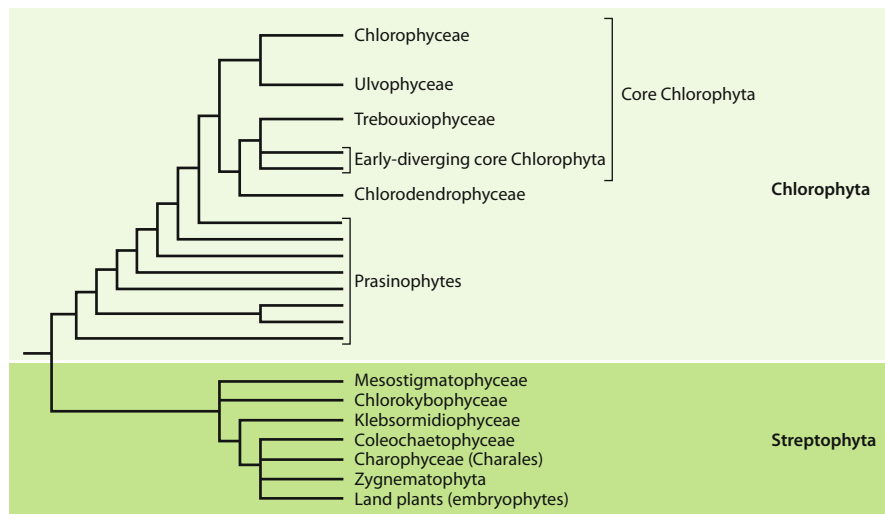 Chlorophyceae
Ulvophyceae
Core Chlorophyta
Trebouxiophyceae
Early-diverging core Chlorophyta
Chlorodendrophyceae
Chlorophyta
Prasinophytes
Mesostigmatophyceae
Chlorokybophyceae
Klebsormidiophyceae
Coleochaetophyceae
Streptophyta
Charophyceae (Charales)
Zygnematophyta
Land plants (embryophytes)